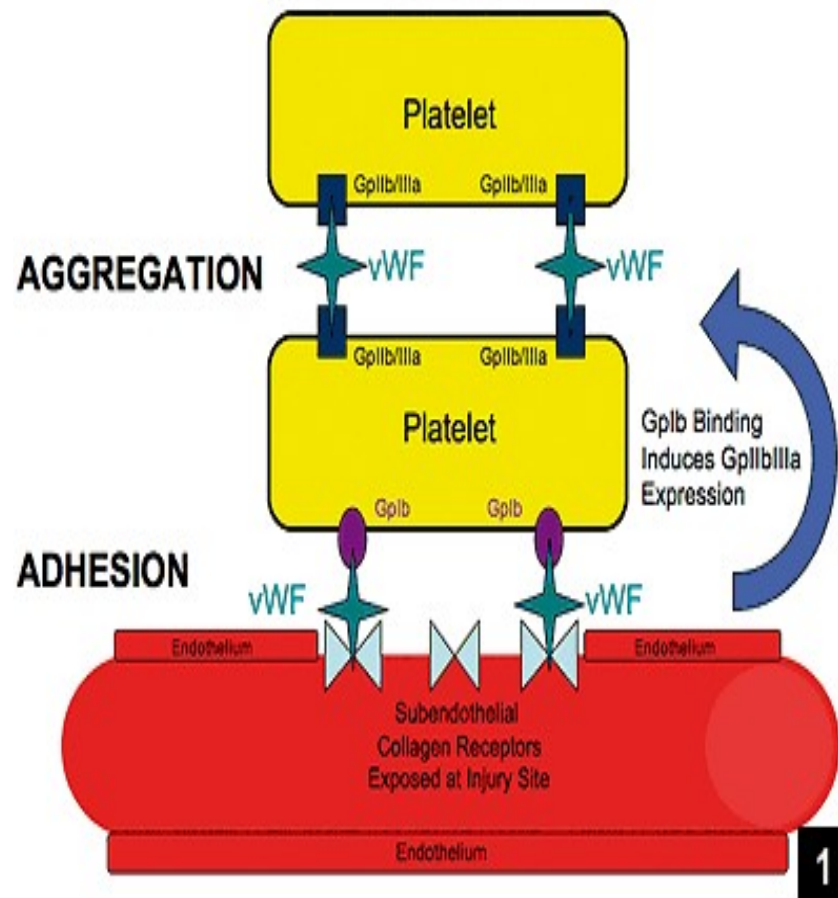 Platelet
GpIIb/IIIa GpIIb/IIIa
AGGREGATION
vWF vWF
GpIIb/IIIa GpIIb/IIIa
Platelet
GpIb Binding
Induces GpIIbIIIa
Expression
GpIb GpIb
ADHESION
vWF vWF
Endothelium Endothelium
Subendothelial
Collagen Receptors
Exposed at Injury Site
Endothelium
1